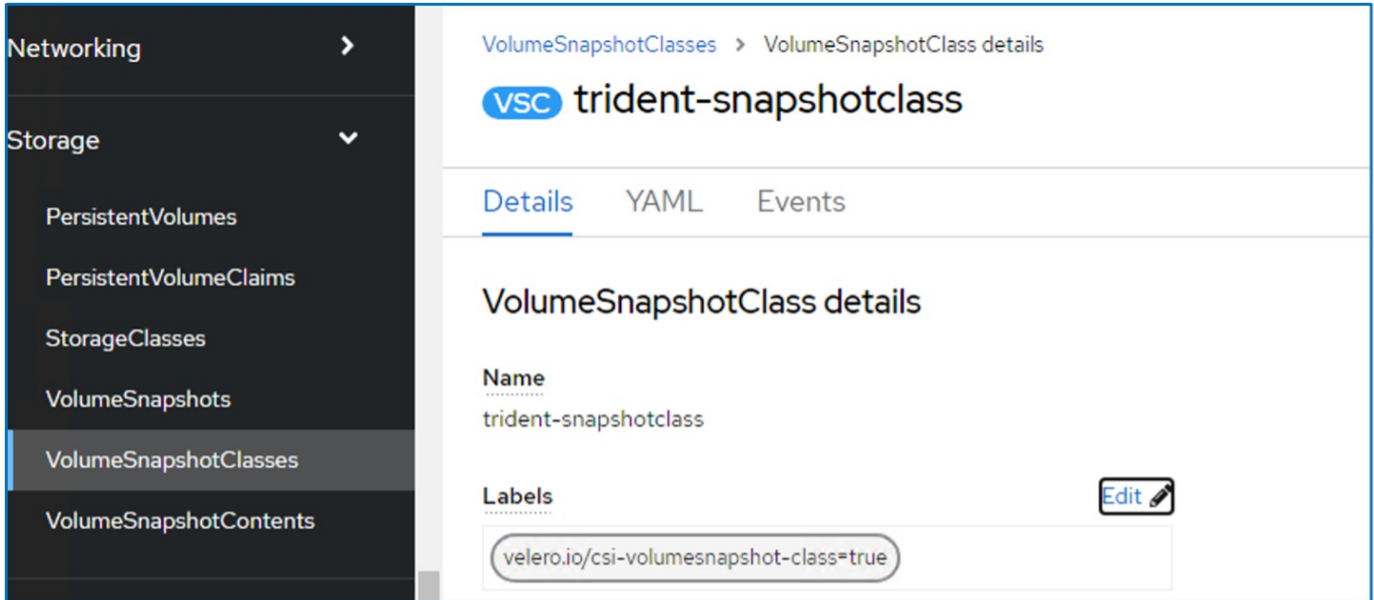 Networking
Storage
PersistentVolumes
PersistentVolumeClaims
StorageClasses
VolumeSnapshots
VolumeSnapshotClasses
VolumeSnapshotContents
VolumeSnapshotClasses > VolumeSnapshotClass details
VSC trident-snapshotclass
Details YAML Events
VolumeSnapshotClass details
Name
trident-snapshotclass
Labels Edit
velero.io/csi-volumesnapshot-class=true